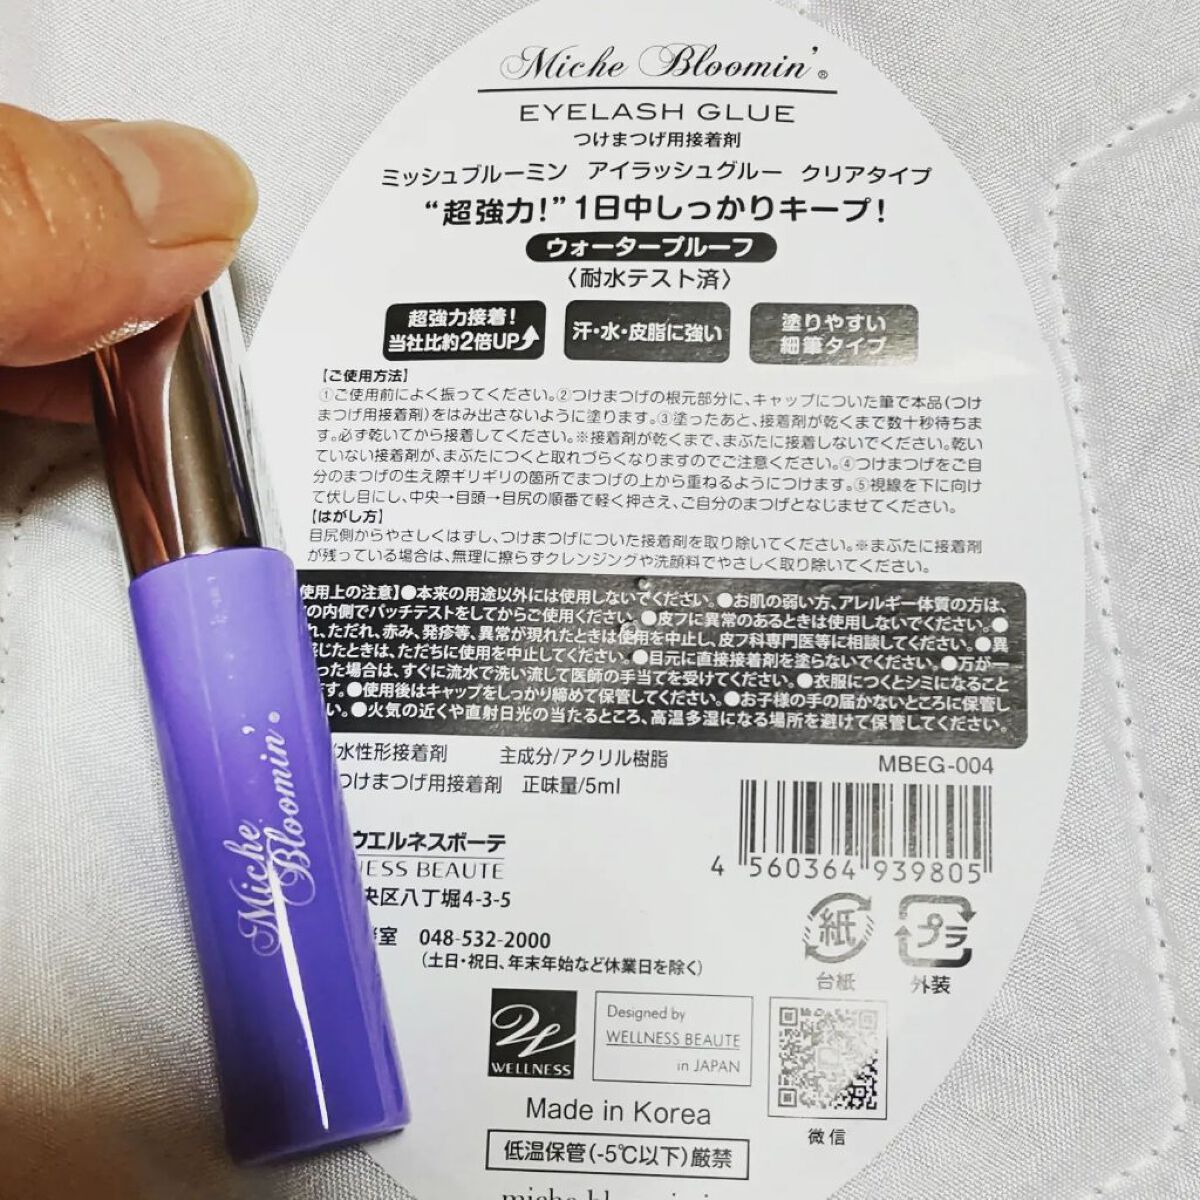 Miche Bloomin'®
EYELASH GLUE
つけまつげ用接着剤
ミッシュブルーミン アイラッシュグルー クリアタイプ
“超強力!”1日中しっかりキープ!
ウォータープルーフ
〈耐水テスト済〉
超強力接着!
当社比約2倍UP
汗・水・皮脂に強い
塗りやすい
細筆タイプ
【ご使用方法】
①ご使用前によく振ってください。②つけまつげの根元部分に、キャップについた筆で本品(つけ
まつげ用接着剤)をはみ出さないように塗ります。③塗ったあと、接着剤が乾くまで数十秒待ちま
す。必ず乾いてから接着してください。※接着剤が乾くまで、まぶたに接着しないでください。乾い
ていない接着剤が、まぶたにつくと取れづらくなりますのでご注意ください。④つけまつげをご自
分のまつげの生え際ギリギリの箇所でまつげの上から重ねるようにつけます。⑤視線を下に向け
て伏し目にし、中央→目頭→目尻の順番で軽く押さえ、ご自分のまつげとなじませてください。
【はがし方】
目尻側からやさしくはずし、つけまつげについた接着剤を取り除いてください。※まぶたに接着剤
が残っている場合は、無理に擦らずクレンジングや洗顔料でやさしく取り除いてください。
使用上の注意】●本来の用途以外には使用しないでください。●お肌の弱い方、アレルギー体質の方は、
の内側でパッチテストをしてからご使用ください。●皮フに異常のあるときは使用しないでください。●
れ、ただれ、赤み、発疹等、異常が現れたときは使用を中止し、皮フ科専門医等に相談してください。●異
感じたときは、ただちに使用を中止してください。●目元に直接接着剤を塗らないでください。●万が一
った場合は、すぐに流水で洗い流して医師の手当てを受けてください。●衣服につくとシミになること
す。●使用後はキャップをしっかり締めて保管してください。●お子様の手の届かないところに保管し
い。●火気の近くや直射日光の当たるところ、高温多湿になる場所を避けて保管してください。
/水性形接着剤 主成分/アクリル樹脂
つけまつげ用接着剤 正味量/5ml
MBEG-004
4 560364 939805
ウエルネスボーテ
NESS BEAUTE
央区八丁堀4-3-5
室 048-532-2000
(土日・祝日、年末年始など休業日を除く)
紙
台紙
プラ
外装
WELLNESS
Designed by
WELLNESS BEAUTE
in JAPAN
微信
Made in Korea
低温保管(-5℃以下)厳禁
Miche
Bloomin'®